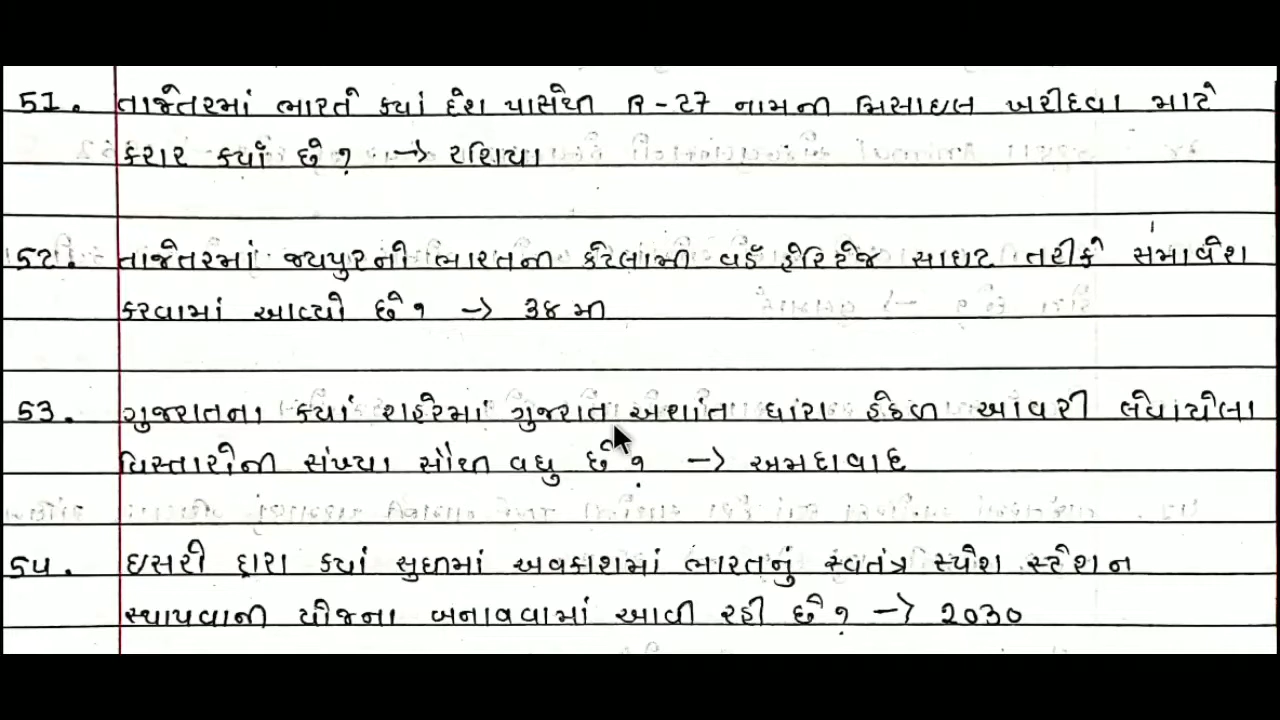 51. તાજેતરમાં ભારતે ક્યાં દેશ પાસેથી R-27 નામની મિસાઇલ ખરીદવા માટે
કરાર કર્યાં છે ? → રશિયા
52. તાજેતરમાં જયપુરની ભારતની કેટલામી વર્ડ હેરિટેજ સાઇટ તરીકે સમાવેશ
કરવામાં આવ્યો છે ? → 38મી
53. ગુજરાતના ક્યાં શહેરમાં ગુજરાત અશાંત ધારા હેઠળ આવરી લેવાયેલા
વિસ્તારોની સંખ્યા સૌથી વધુ છે ? → અમદાવાદ
54. ઇસરો દ્વારા ક્યાં સુધીમાં અવકાશમાં ભારતનું સ્વતંત્ર સ્પેશ સ્ટેશન
સ્થાપવાની યોજના બનાવવામાં આવી રહી છે ? → 2030